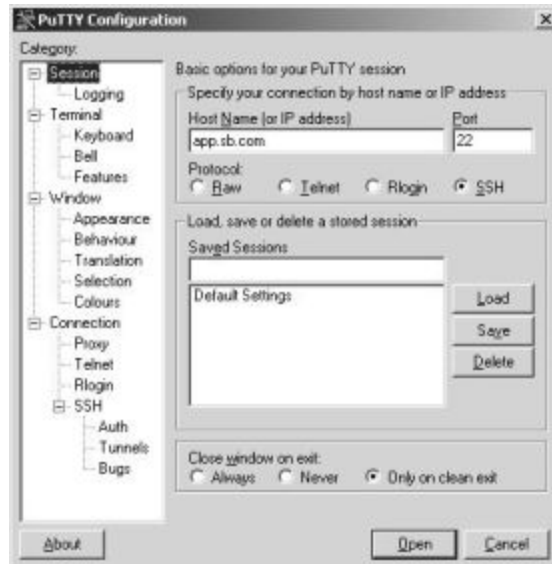 PuTTY Configuration
Category:
Session
Logging
Terminal
Keyboard
Bell
Features
Window
Appearance
Behaviour
Translation
Selection
Colours
Connection
Proxy
Telnet
Rlogin
SSH
Auth
Tunnels
Bugs
Basic options for your PuTTY session
Specify your connection by host name or IP address
Host Name (or IP address) Port
app.sb.com 22
Protocol:
Raw Telnet Rlogin SSH
Load, save or delete a stored session
Saved Sessions
Default Settings
Load
Save
Delete
Close window on exit:
Always Never Only on clean exit
About Open Cancel